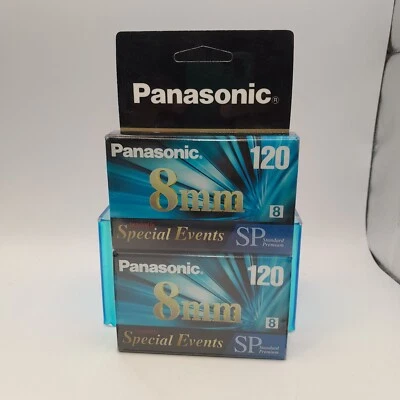 Panasonic®
Panasonic® 120
8mm
8
Special Events SP Standard Premium
Panasonic® 120
8mm
8
Special Events SP Standard Premium